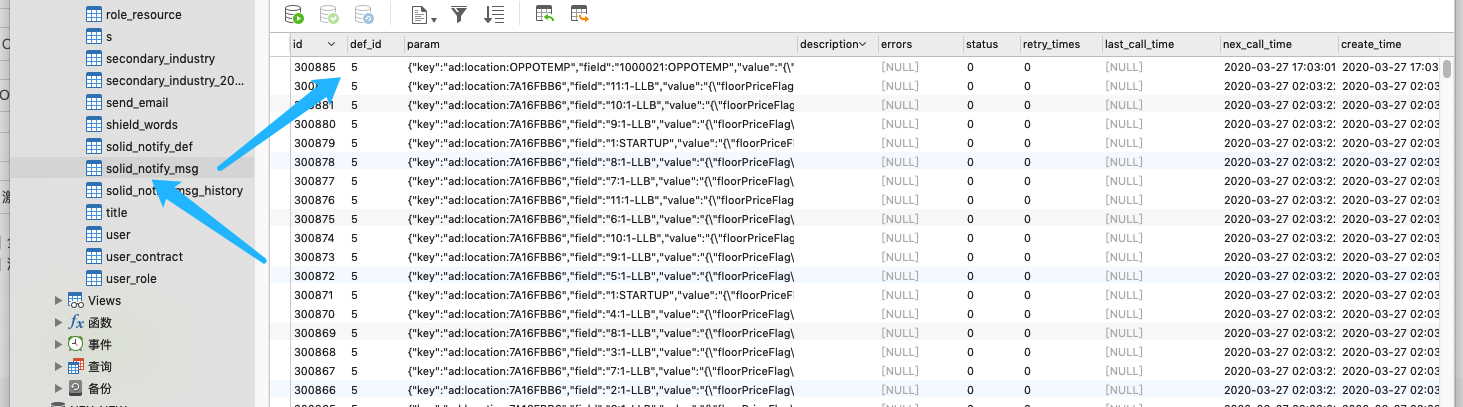 role_resource
s
secondary_industry
secondary_industry_20...
send_email
shield_words
solid_notify_def
solid_notify_msg
solid_no msg_history
title
user
user_contract
user_role
Views
函数
事件
查询
备份
id def_id param description errors status retry_times last_call_time nex_call_time create_time
300885 5 {"key":"ad:location:OPPOTEMP","field":"1000021:OPPOTEMP","value":"{\" [NULL] 0 0 [NULL] 2020-03-27 17:03:01 2020-03-27 17:03
5 {"key":"ad:location:7A16FBB6","field":"11:1-LLB","value":"{\"floorPriceFlag [NULL] 0 0 [NULL] 2020-03-27 02:03:2 2020-03-27 02:03
5 {"key":"ad:location:7A16FBB6","field":"10:1-LLB","value":"{\"floorPriceFlag [NULL] 0 0 [NULL] 2020-03-27 02:03:2 2020-03-27 02:03
300880 5 {"key":"ad:location:7A16FBB6","field":"9:1-LLB","value":"{\"floorPriceFlag\ [NULL] 0 0 [NULL] 2020-03-27 02:03:2 2020-03-27 02:03
300879 5 {"key":"ad:location:7A16FBB6","field":"1:STARTUP","value":"{\"floorPriceFl [NULL] 0 0 [NULL] 2020-03-27 02:03:2 2020-03-27 02:03
300878 5 {"key":"ad:location:7A16FBB6","field":"8:1-LLB","value":"{\"floorPriceFlag\ [NULL] 0 0 [NULL] 2020-03-27 02:03:2 2020-03-27 02:03
300877 5 {"key":"ad:location:7A16FBB6","field":"7:1-LLB","value":"{\"floorPriceFlag\ [NULL] 0 0 [NULL] 2020-03-27 02:03:2 2020-03-27 02:03
300876 5 {"key":"ad:location:7A16FBB6","field":"11:1-LLB","value":"{\"floorPriceFlag [NULL] 0 0 [NULL] 2020-03-27 02:03:2 2020-03-27 02:03
300875 5 {"key":"ad:location:7A16FBB6","field":"6:1-LLB","value":"{\"floorPriceFlag\ [NULL] 0 0 [NULL] 2020-03-27 02:03:2 2020-03-27 02:03
300874 5 {"key":"ad:location:7A16FBB6","field":"10:1-LLB","value":"{\"floorPriceFlag [NULL] 0 0 [NULL] 2020-03-27 02:03:2 2020-03-27 02:03
300873 5 {"key":"ad:location:7A16FBB6","field":"9:1-LLB","value":"{\"floorPriceFlag\ [NULL] 0 0 [NULL] 2020-03-27 02:03:2 2020-03-27 02:03
300872 5 {"key":"ad:location:7A16FBB6","field":"5:1-LLB","value":"{\"floorPriceFlag\ [NULL] 0 0 [NULL] 2020-03-27 02:03:2 2020-03-27 02:03
300871 5 {"key":"ad:location:7A16FBB6","field":"1:STARTUP","value":"{\"floorPriceFl [NULL] 0 0 [NULL] 2020-03-27 02:03:2 2020-03-27 02:03
300870 5 {"key":"ad:location:7A16FBB6","field":"4:1-LLB","value":"{\"floorPriceFlag\ [NULL] 0 0 [NULL] 2020-03-27 02:03:2 2020-03-27 02:03
300869 5 {"key":"ad:location:7A16FBB6","field":"8:1-LLB","value":"{\"floorPriceFlag\ [NULL] 0 0 [NULL] 2020-03-27 02:03:2 2020-03-27 02:03
300868 5 {"key":"ad:location:7A16FBB6","field":"3:1-LLB","value":"{\"floorPriceFlag\ [NULL] 0 0 [NULL] 2020-03-27 02:03:2 2020-03-27 02:03
300867 5 {"key":"ad:location:7A16FBB6","field":"7:1-LLB","value":"{\"floorPriceFlag\ [NULL] 0 0 [NULL] 2020-03-27 02:03:2 2020-03-27 02:03
300866 5 {"key":"ad:location:7A16FBB6","field":"2:1-LLB","value":"{\"floorPriceFlag\ [NULL] 0 0 [NULL] 2020-03-27 02:03:2 2020-03-27 02:03